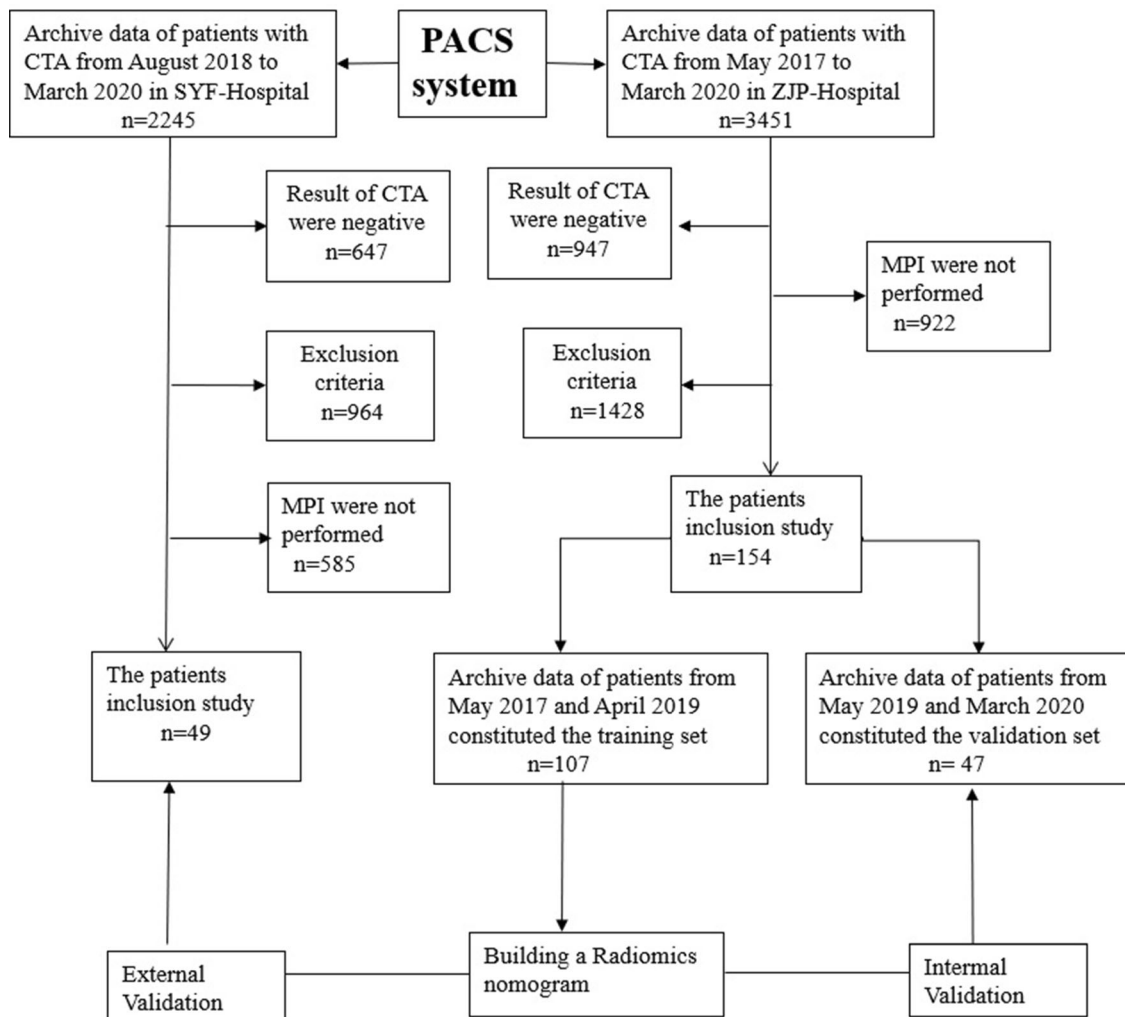 Archive data of patients with
CTA from August 2018 to
March 2020 in SYF-Hospital
n=2245
PACS
system
Archive data of patients with
CTA from May 2017 to
March 2020 in ZJP-Hospital
n=3451
Result of CTA
were negative
n=647
Result of CTA
were negative
n=947
MPI were not
performed
n=922
Exclusion
criteria
n=964
Exclusion
criteria
n=1428
MPI were not
performed
n=585
The patients
inclusion study
n=154
The patients
inclusion study
n=49
Archive data of patients from
May 2017 and April 2019
constituted the training set
n=107
Archive data of patients from
May 2019 and March 2020
constituted the validation set
n= 47
External
Validation
Building a Radiomics
nomogram
Intermal
Validation